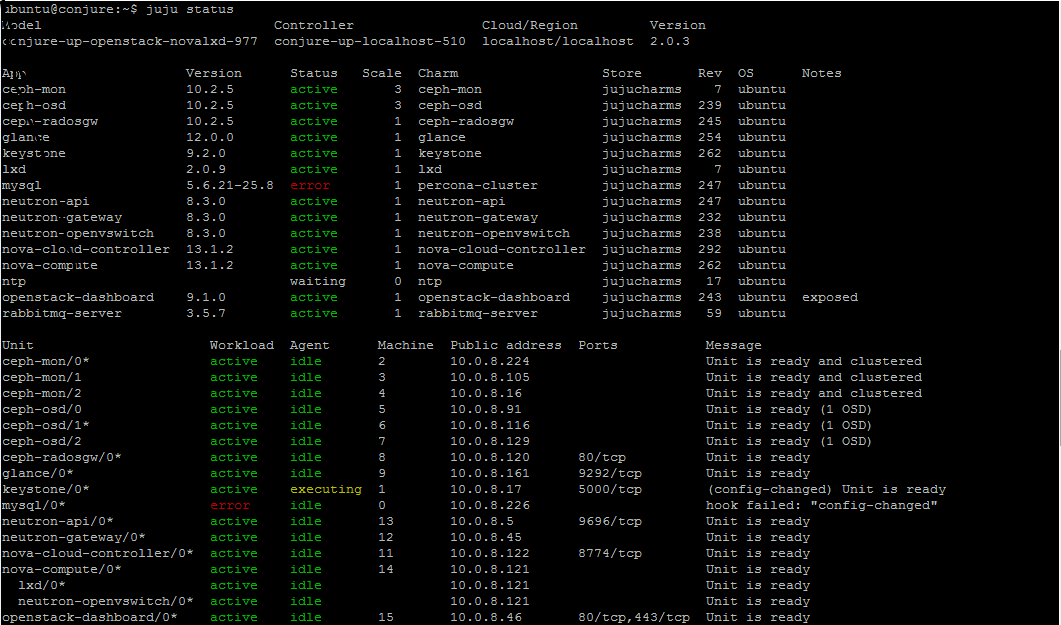 ubuntu@conjure:~$ juju status
Model                              Controller                Cloud/Region         Version
conjure-up-openstack-novalxd-977  conjure-up-localhost-510  localhost/localhost  2.0.3
App                    Version        Status   Scale  Charm                  Store       Rev  OS      Notes
ceph-mon               10.2.5         active       3  ceph-mon               jujucharms    7  ubuntu
ceph-osd               10.2.5         active       3  ceph-osd               jujucharms  239  ubuntu
ceph-radosgw           10.2.5         active       1  ceph-radosgw           jujucharms  245  ubuntu
glance                 12.0.0         active       1  glance                 jujucharms  254  ubuntu
keystone               9.2.0          active       1  keystone               jujucharms  262  ubuntu
lxd                    2.0.9          active       1  lxd                    jujucharms    7  ubuntu
mysql                  5.6.21-25.8    error        1  percona-cluster        jujucharms  247  ubuntu
neutron-api            8.3.0          active       1  neutron-api            jujucharms  247  ubuntu
neutron-gateway        8.3.0          active       1  neutron-gateway        jujucharms  232  ubuntu
neutron-openvswitch    8.3.0          active       1  neutron-openvswitch    jujucharms  238  ubuntu
nova-cloud-controller  13.1.2         active       1  nova-cloud-controller  jujucharms  292  ubuntu
nova-compute           13.1.2         active       1  nova-compute           jujucharms  262  ubuntu
ntp                                   waiting      0  ntp                    jujucharms   17  ubuntu
openstack-dashboard    9.1.0          active       1  openstack-dashboard    jujucharms  243  ubuntu  exposed
rabbitmq-server        3.5.7          active       1  rabbitmq-server        jujucharms   59  ubuntu
Unit                      Workload  Agent      Machine  Public address  Ports           Message
ceph-mon/0*               active    idle       2        10.0.8.224                      Unit is ready and clustered
ceph-mon/1                active    idle       3        10.0.8.105                      Unit is ready and clustered
ceph-mon/2                active    idle       4        10.0.8.16                       Unit is ready and clustered
ceph-osd/0                active    idle       5        10.0.8.91                       Unit is ready (1 OSD)
ceph-osd/1*               active    idle       6        10.0.8.116                      Unit is ready (1 OSD)
ceph-osd/2                active    idle       7        10.0.8.129                      Unit is ready (1 OSD)
ceph-radosgw/0*           active    idle       8        10.0.8.120      80/tcp          Unit is ready
glance/0*                 active    idle       9        10.0.8.161      9292/tcp        Unit is ready
keystone/0*               active    executing  1        10.0.8.17       5000/tcp        (config-changed) Unit is ready
mysql/0*                  error     idle       0        10.0.8.226                      hook failed: "config-changed"
neutron-api/0*            active    idle       13       10.0.8.5        9696/tcp        Unit is ready
neutron-gateway/0*        active    idle       12       10.0.8.45                       Unit is ready
nova-cloud-controller/0*  active    idle       11       10.0.8.122      8774/tcp        Unit is ready
nova-compute/0*           active    idle       14       10.0.8.121                      Unit is ready
  lxd/0*                  active    idle                10.0.8.121                      Unit is ready
  neutron-openvswitch/0*  active    idle                10.0.8.121                      Unit is ready
openstack-dashboard/0*    active    idle       15       10.0.8.46       80/tcp,443/tcp  Unit is ready